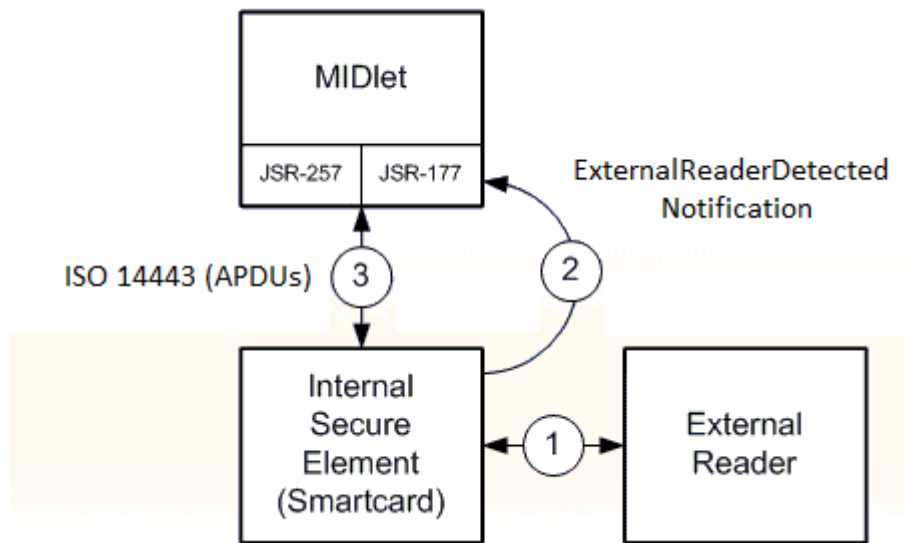 MIDlet
JSR-257
JSR-177
ExternalReaderDetected
Notification
ISO 14443 (APDUs)
3
2
Internal
Secure
Element
(Smartcard)
1
External
Reader